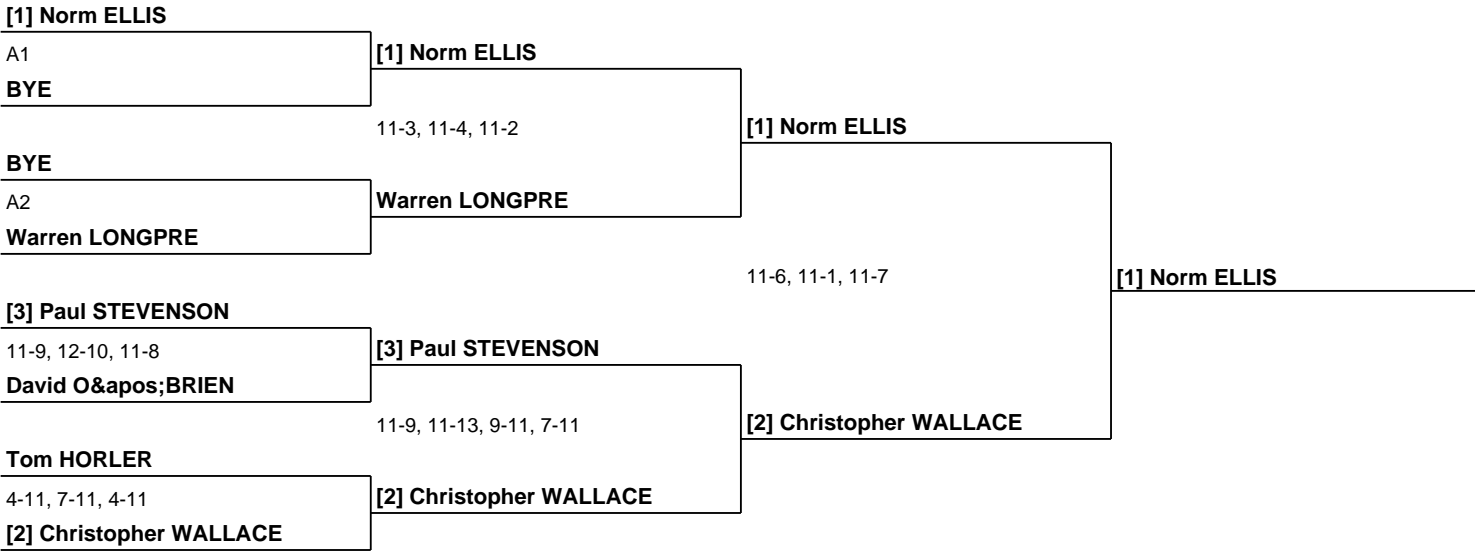 [1] Norm ELLIS
A1
BYE
[1] Norm ELLIS
11-3, 11-4, 11-2
BYE
A2
Warren LONGPRE
Warren LONGPRE
[1] Norm ELLIS
11-6, 11-1, 11-7
[1] Norm ELLIS
[3] Paul STEVENSON
11-9, 12-10, 11-8
David O&apos;BRIEN
[3] Paul STEVENSON
11-9, 11-13, 9-11, 7-11
[2] Christopher WALLACE
Tom HORLER
4-11, 7-11, 4-11
[2] Christopher WALLACE
[2] Christopher WALLACE